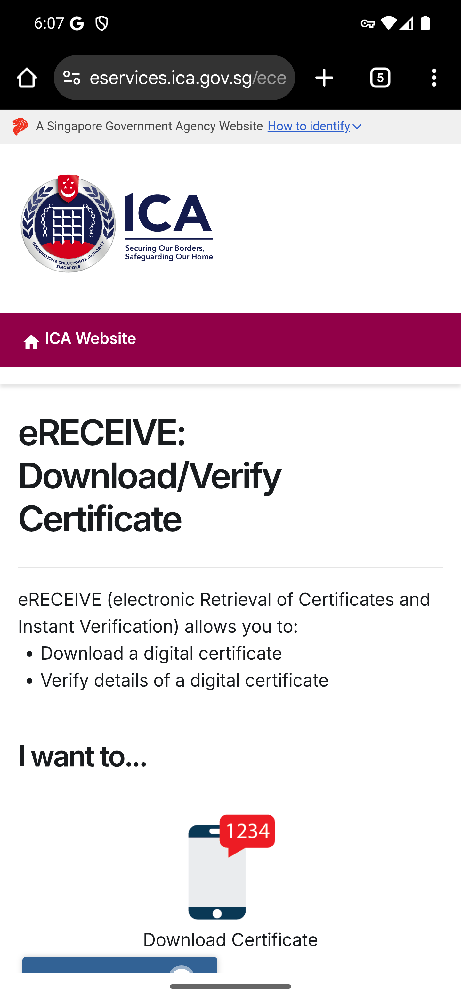 6:07
eservices.ica.gov.sg/ece
5
A Singapore Government Agency Website How to identify
ICA
Securing Our Borders,
Safeguarding Our Home
IMMIGRATION & CHECKPOINTS AUTHORITY
SINGAPORE
ICA Website
eRECEIVE:
Download/Verify
Certificate
eRECEIVE (electronic Retrieval of Certificates and
Instant Verification) allows you to:
• Download a digital certificate
• Verify details of a digital certificate
I want to...
1234
Download Certificate